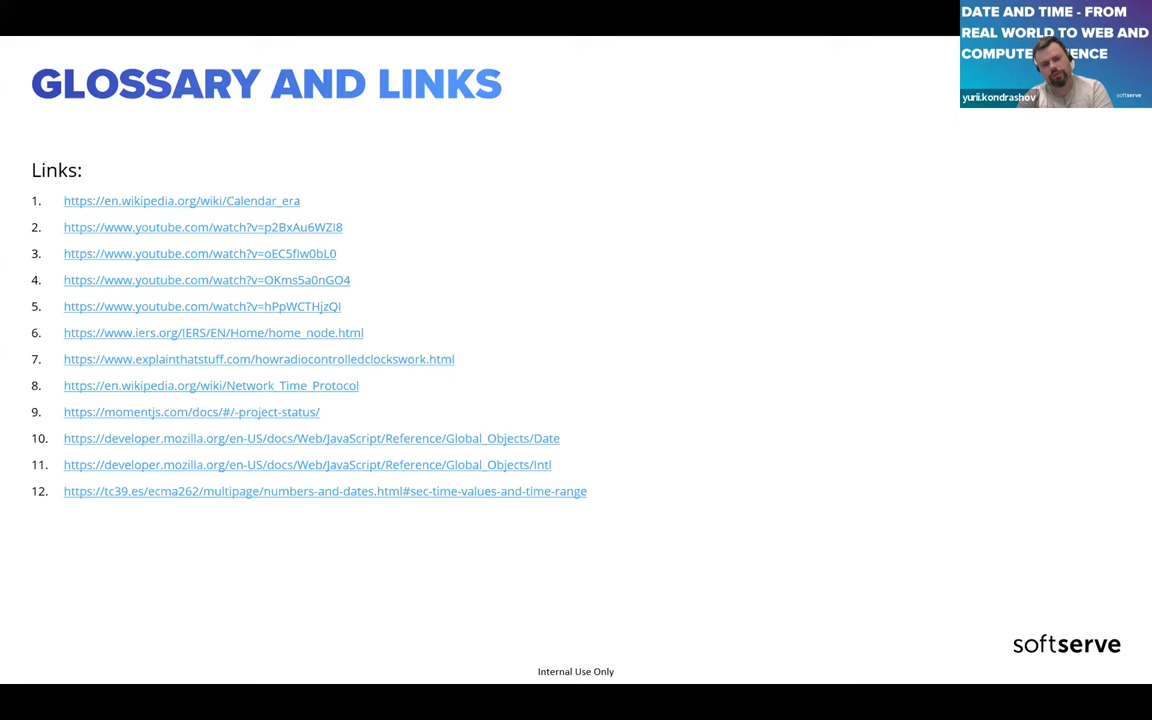 DATE AND TIME - FROM
REAL WORLD TO WEB AND
yurii.kondrashov
softserve
GLOSSARY AND LINKS
Links:
1. https://en.wikipedia.org/wiki/Calendar_era
2. https://www.youtube.com/watch?v=p2BxAu6WZI8
3. https://www.youtube.com/watch?v=oEC5fIw0bL0
4. https://www.youtube.com/watch?v=OKms5a0nGO4
5. https://www.youtube.com/watch?v=hPpWCTHjzQI
6. https://www.iers.org/IERS/EN/Home/home_node.html
7. https://www.explainthatstuff.com/howradiocontrolledclockswork.html
8. https://en.wikipedia.org/wiki/Network_Time_Protocol
9. https://momentjs.com/docs/#/-project-status/
10. https://developer.mozilla.org/en-US/docs/Web/JavaScript/Reference/Global_Objects/Date
11. https://developer.mozilla.org/en-US/docs/Web/JavaScript/Reference/Global_Objects/Intl
12. https://tc39.es/ecma262/multipage/numbers-and-dates.html#sec-time-values-and-time-range
softserve
Internal Use Only